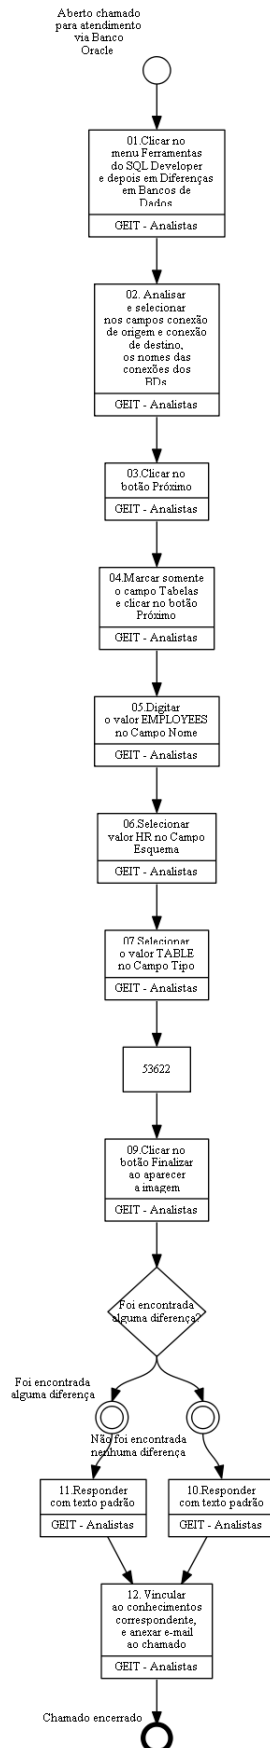 Aberto chamado
para atendimento
via Banco
Oracle
01.Clicar no
menu Ferramentas
do SQL Developer
e depois em Diferenças
em Bancos de
Dados
GEIT - Analistas
02. Analisar
e selecionar
nos campos conexão
de origem e conexão
de destino,
os nomes das
conexões dos
BDs
GEIT - Analistas
03.Clicar no
botão Próximo
GEIT - Analistas
04.Marcar somente
o campo Tabelas
e clicar no botão
Próximo
GEIT - Analistas
05.Digitar
o valor EMPLOYEES
no Campo Nome
GEIT - Analistas
06.Selecionar
valor HR no Campo
Esquema
GEIT - Analistas
07.Selecionar
o valor TABLE
no Campo Tipo
GEIT - Analistas
53622
09.Clicar no
botão Finalizar
ao aparecer
a imagem
GEIT - Analistas
Foi encontrada
alguma diferença?
Foi encontrada
alguma diferença
Não foi encontrada
nenhuma diferença
11.Responder
com texto padrão
GEIT - Analistas
10.Responder
com texto padrão
GEIT - Analistas
12. Vincular
ao conhecimentos
correspondente,
e anexar e-mail
ao chamado
GEIT - Analistas
Chamado encerrado